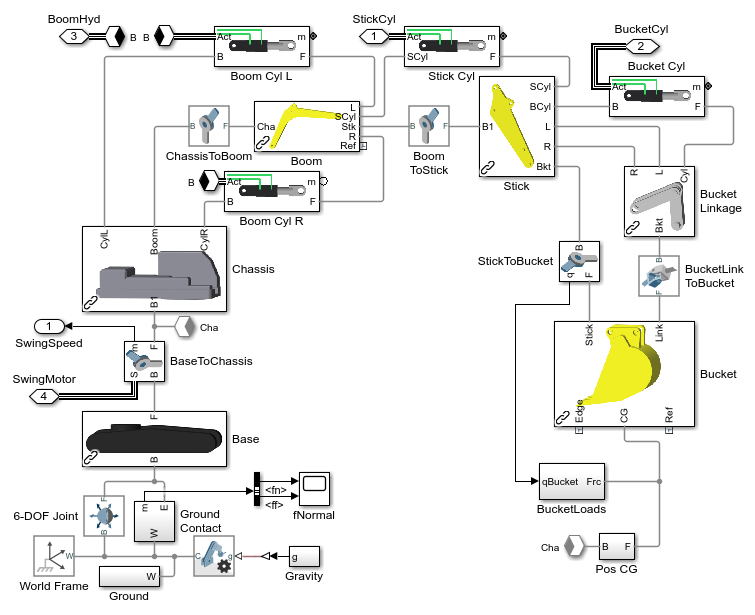 BoomHyd
3
B
B
Act
m
B
F
Boom Cyl L
StickCyl
1
Act
m
SCyl
F
Stick Cyl
BucketCyl
2
Bucket Cyl
Act
m
B
F
B
F
ChassisToBoom
Cha
L
SCyl
Stk
R
Ref
Boom
B
F
Boom
ToStick
SCyl
BCyl
B1
L
R
Bkt
Stick
B
Act
m
B
F
Boom Cyl R
R
L
Cyl
Bkt
Bucket
Linkage
CylL
Boom
CylR
B1
Chassis
StickToBucket
B
q
F
B
F
BucketLink
ToBucket
1
SwingSpeed
Cha
m
F
S
B
BaseToChassis
SwingMotor
4
Stick
Link
Edge
CG
Ref
Bucket
F
B
Base
6-DOF Joint
F
B
m
E
W
Ground
Contact
<fn>
<ff>
fNormal
qBucket
Frc
BucketLoads
W
World Frame
W
Ground
C
g
g
Gravity
Cha
B
F
Pos CG